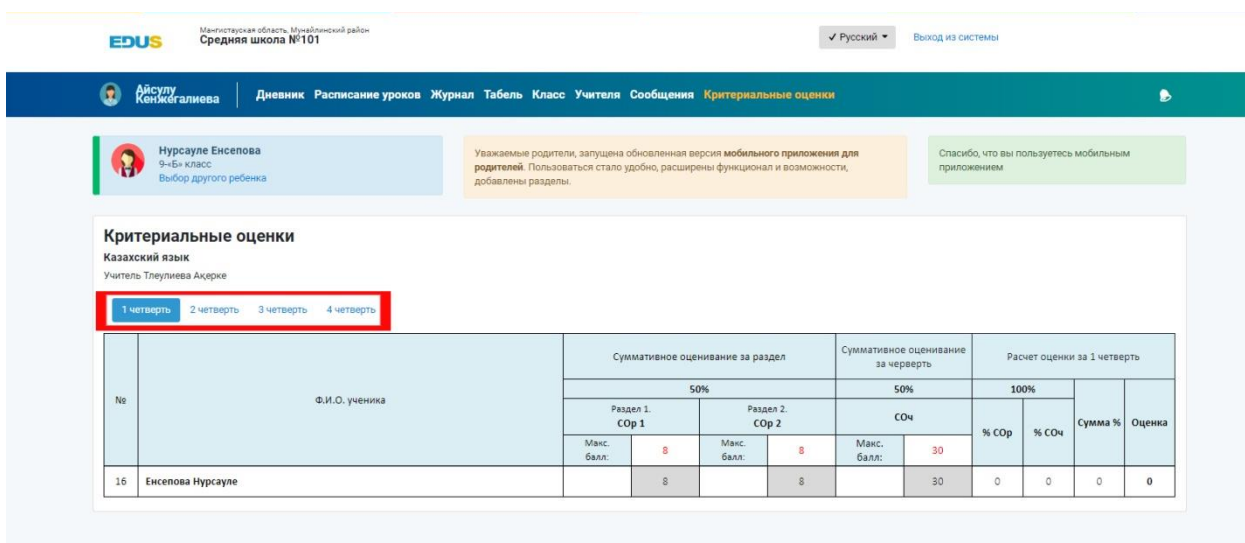 EDUS
Мангистауская область, Мунайлинский район
Средняя школа №101
✓ Русский
Выход из системы
Айсулу
Кенжегалиева
Дневник Расписание уроков Журнал Табель Класс Учителя Сообщения Критериальные оценки
Нурсауле Енсепова
9-«Б» класс
Выбор другого ребенка
Уважаемые родители, запущена обновленная версия мобильного приложения для
родителей. Пользоваться стало удобно, расширены функционал и возможности,
добавлены разделы.
Спасибо, что вы пользуетесь мобильным
приложением
Критериальные оценки
Казахский язык
Учитель Тлеулиева Ақерке
1 четверть 2 четверть 3 четверть 4 четверть
№
Ф.И.О. ученика
Суммативное оценивание за раздел
Суммативное оценивание
за черверть
Расчет оценки за 1 четверть
50% 50% 100%
Раздел 1.
СОр 1
Раздел 2.
СОр 2
СОч
% СОр % СОч Сумма % Оценка
Макс.
балл:
8
Макс.
балл:
8
Макс.
балл:
30
16 Енсепова Нурсауле 8 8 30 0 0 0 0